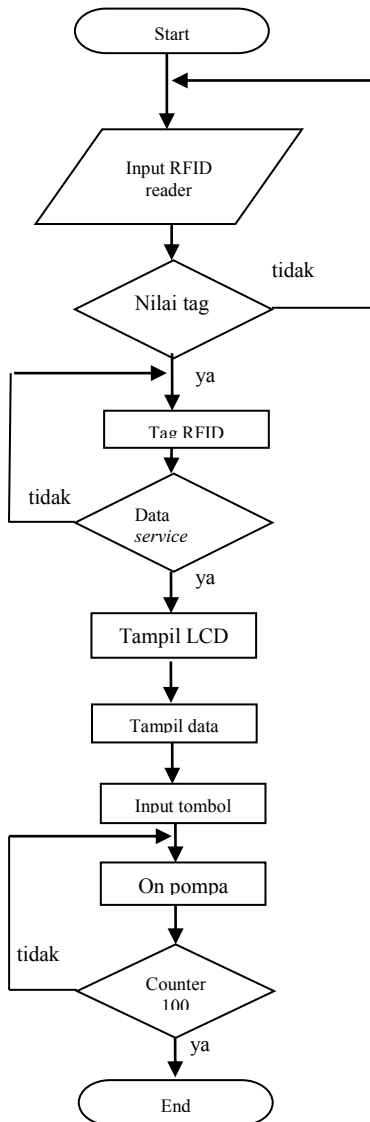 Start
Input RFID
reader
tidak
Nilai tag
ya
Tag RFID
tidak
Data
service
ya
Tampil LCD
Tampil data
Input tombol
On pompa
tidak
Counter
100
ya
End